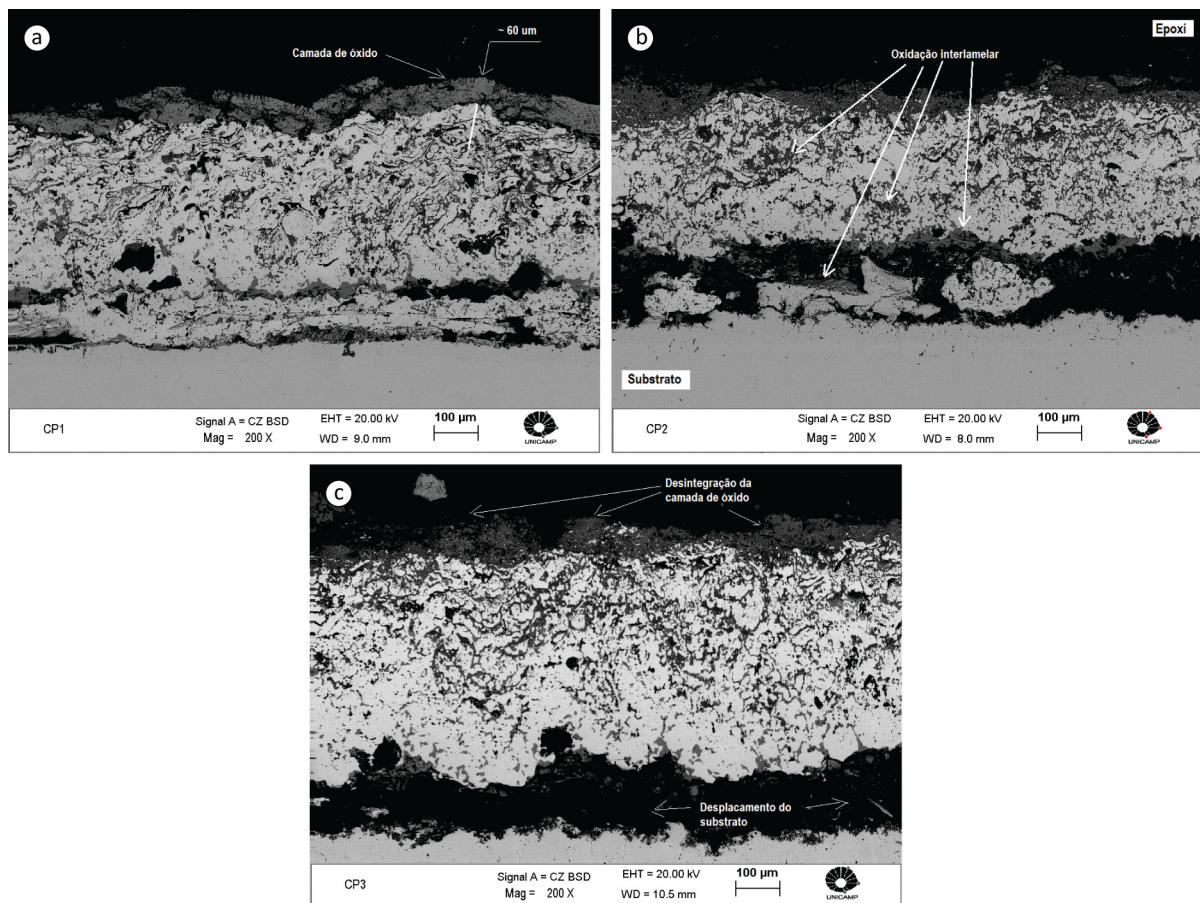 a
~ 60 um
Camada de óxido
CP1
Signal A = CZ BSD
Mag = 200 X
EHT = 20.00 kV
WD = 9.0 mm
100 µm
UNICAMP
b
Epoxi
Oxidação interlamelar
Substrato
CP2
Signal A = CZ BSD
Mag = 200 X
EHT = 20.00 kV
WD = 8.0 mm
100 µm
UNICAMP
c
Desintegração da
camada de óxido
Desplacamento do
substrato
CP3
Signal A = CZ BSD
Mag = 200 X
EHT = 20.00 kV
WD = 10.5 mm
100 µm
UNICAMP